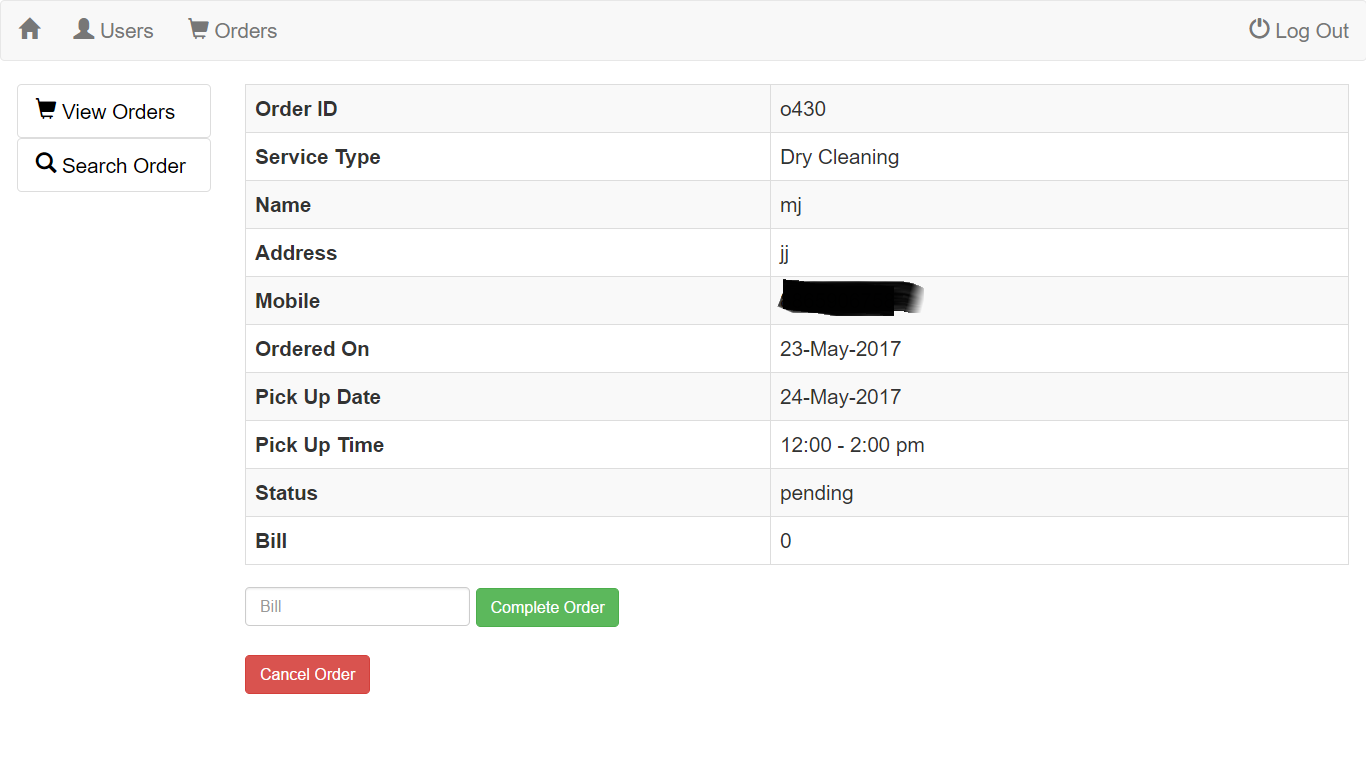 Users Orders Log Out
View Orders
Search Order
Order ID o430
Service Type Dry Cleaning
Name mj
Address jj
Mobile
Ordered On 23-May-2017
Pick Up Date 24-May-2017
Pick Up Time 12:00 - 2:00 pm
Status pending
Bill 0
Bill Complete Order
Cancel Order